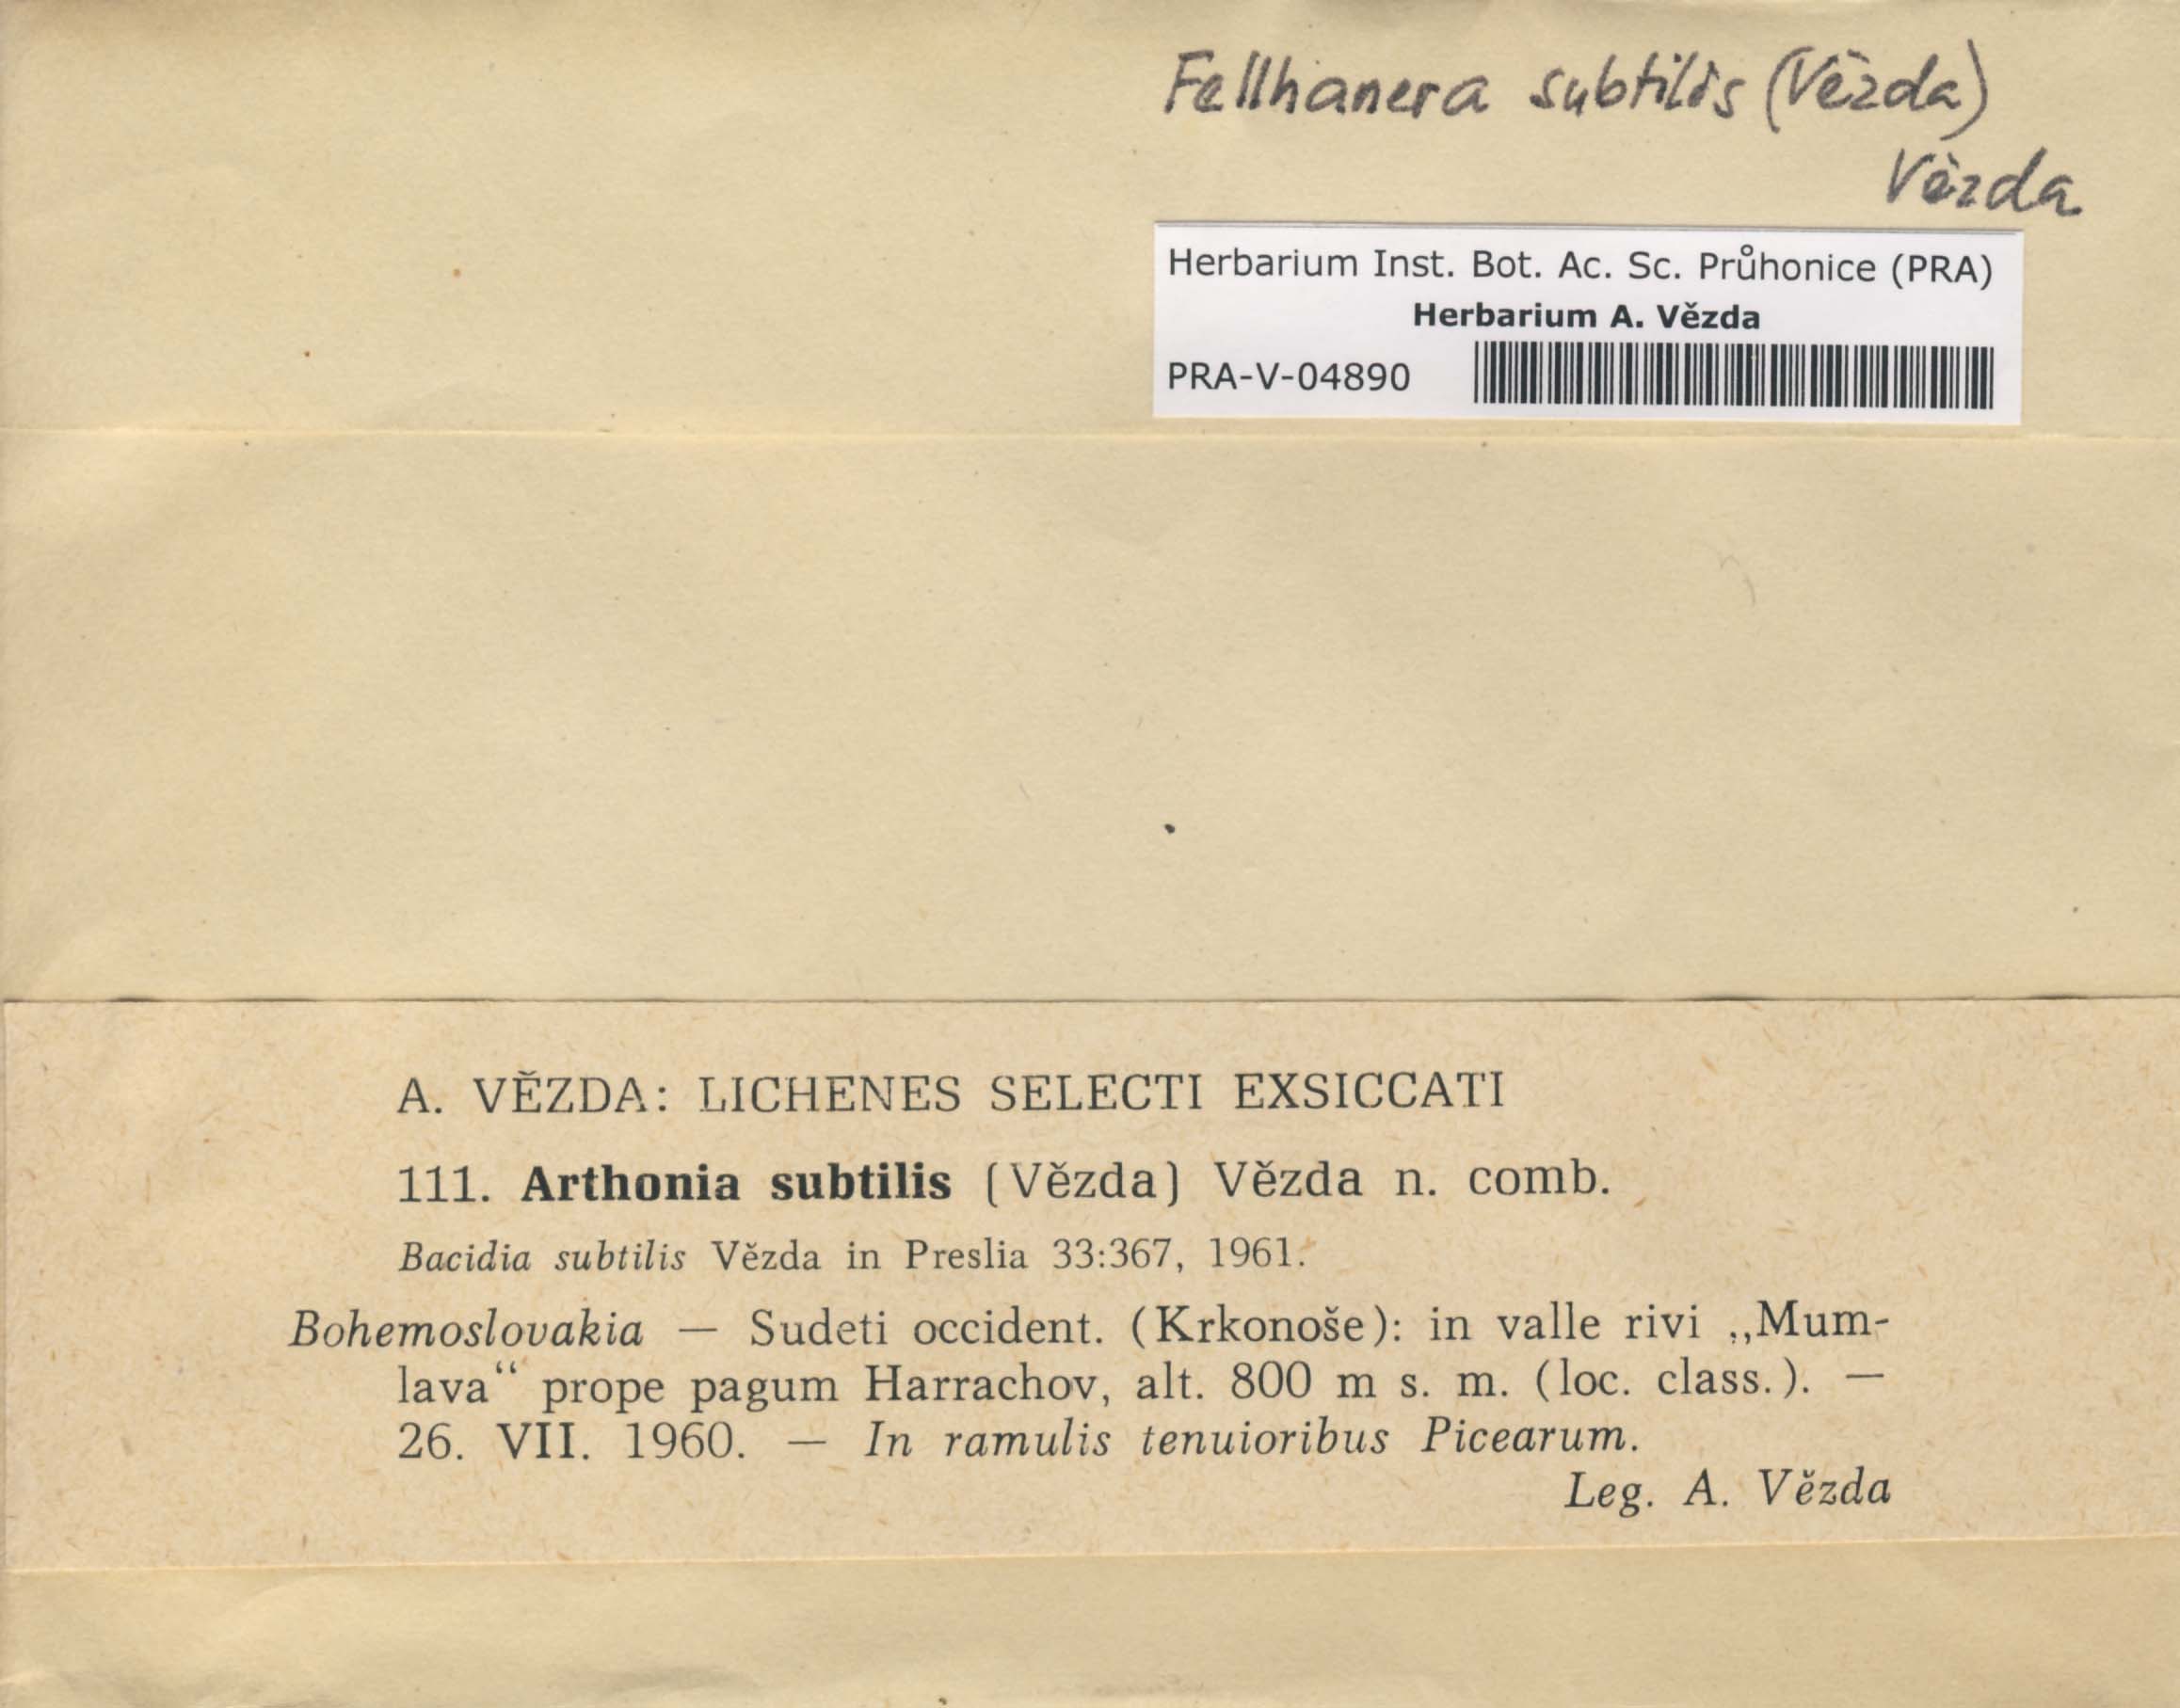 Fellhanera subtilis (Vězda)
Vězda
Herbarium Inst. Bot. Ac. Sc. Průhonice (PRA)
Herbarium A. Vězda
PRA-V-04890
A. VĚZDA: LICHENES SELECTI EXSICCATI
111. Arthonia subtilis (Vězda) Vězda n. comb.
Bacidia subtilis Vězda in Preslia 33:367, 1961.
Bohemoslovakia — Sudeti occident. (Krkonoše): in valle rivi „Mum-
lava“ prope pagum Harrachov, alt. 800 m s. m. (loc. class.). —
26. VII. 1960. — In ramulis tenuioribus Picearum.
Leg. A. Vězda